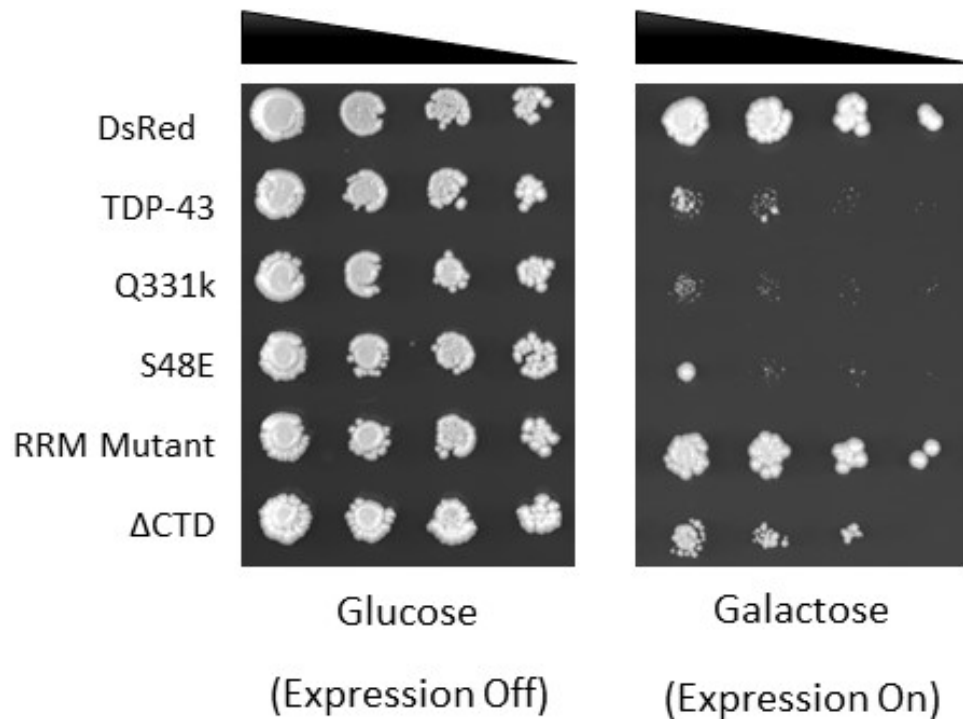 DsRed
TDP-43
Q331k
S48E
RRM Mutant
ΔCTD
Glucose
Galactose
(Expression Off)
(Expression On)